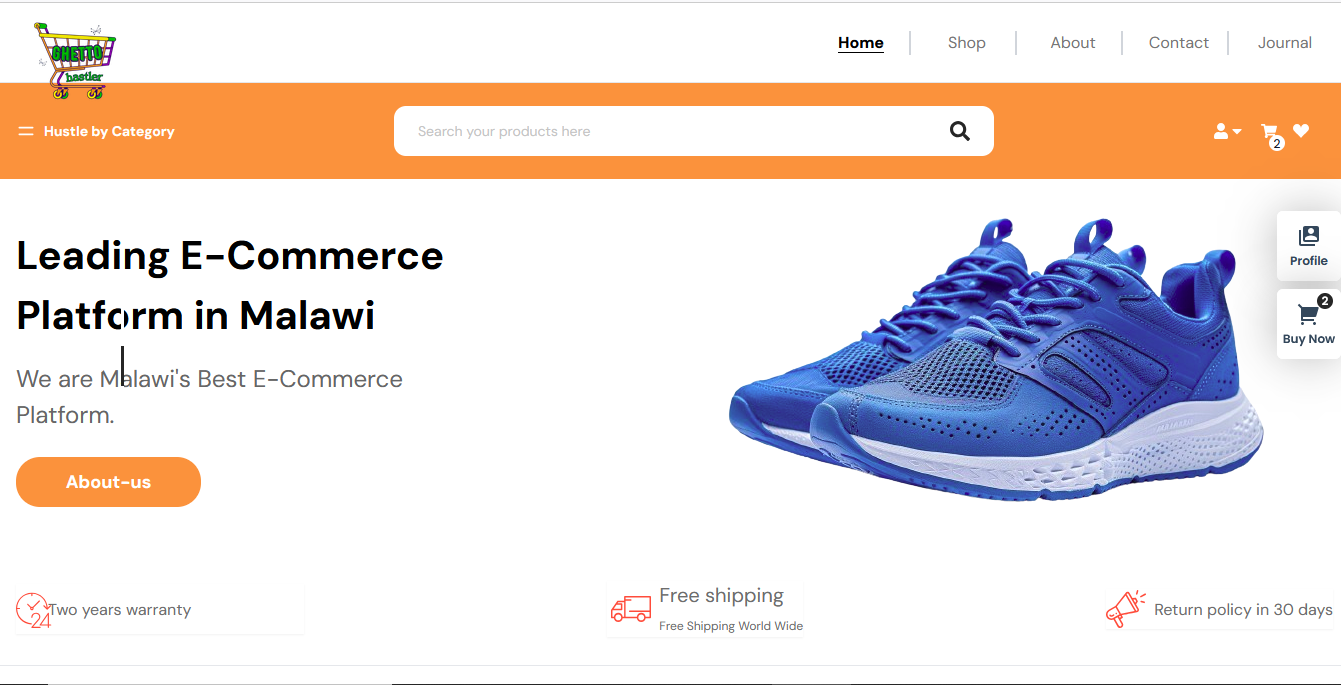 GHETTO
hastler
Home
Shop
About
Contact
Journal
Hustle by Category
Search your products here
2
Leading E-Commerce
Platform in Malawi
We are Malawi's Best E-Commerce
Platform.
About-us
Profile
2
Buy Now
24
Two years warranty
Free shipping
Free Shipping World Wide
Return policy in 30 days